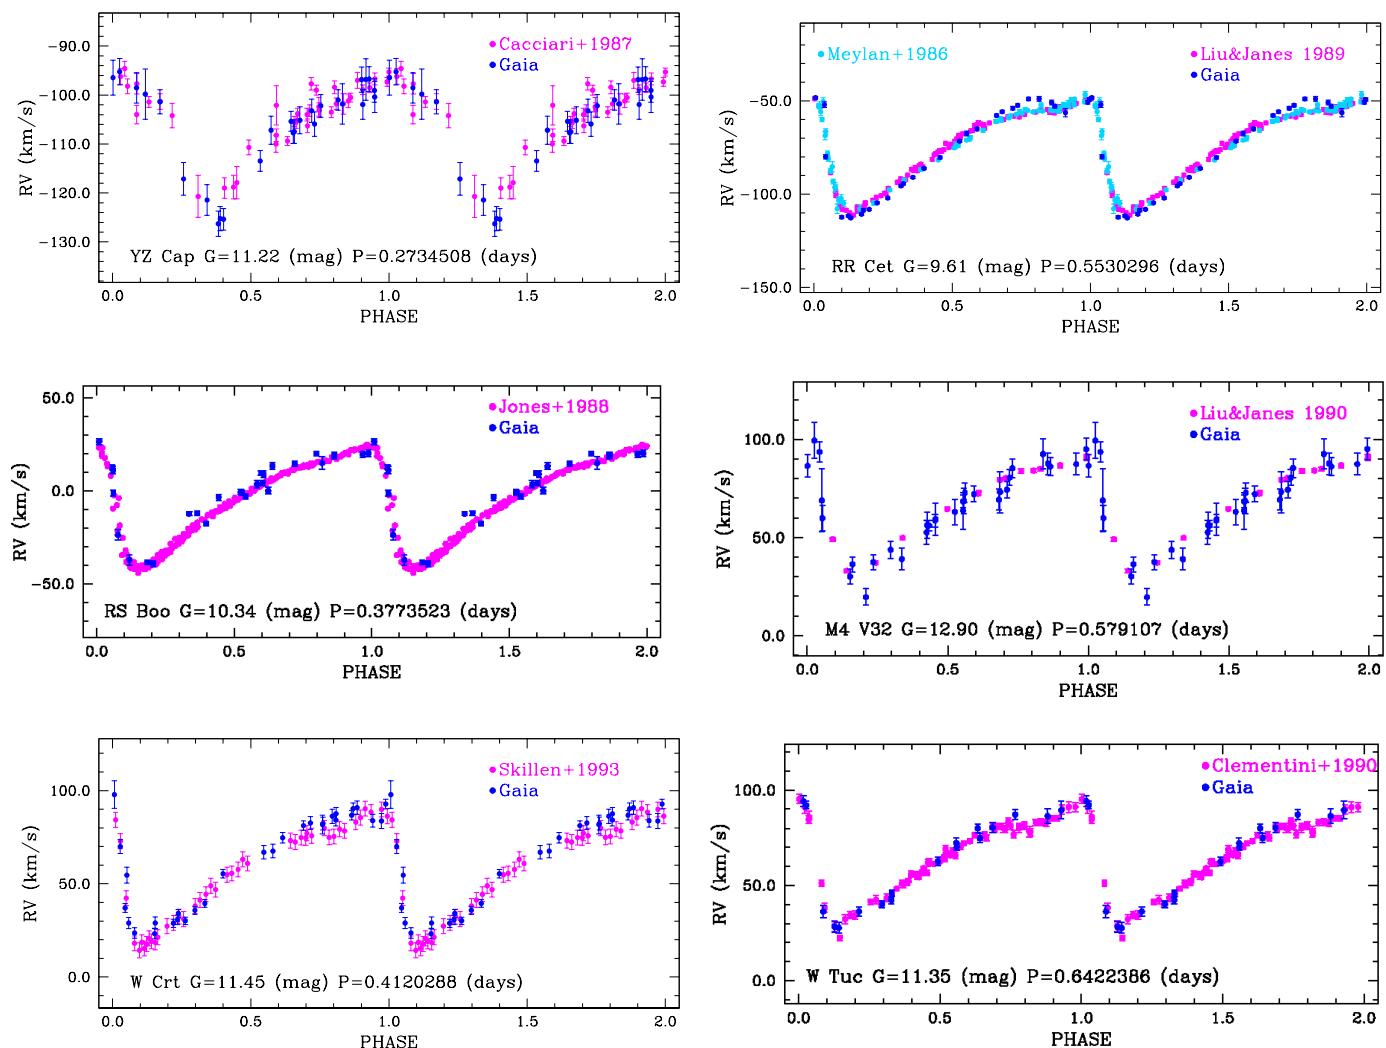 Cacciari+1987
Gaia
−90.0
−100.0
−110.0
−120.0
−130.0
RV (km/s)
YZ Cap G=11.22 (mag) P=0.2734508 (days)
0.0 0.5 1.0 1.5 2.0
PHASE
Meylan+1986
Liu&Janes 1989
Gaia
0.0
−50.0
−100.0
−150.0
RV (km/s)
RR Cet G=9.61 (mag) P=0.5530296 (days)
0.0 0.5 1.0 1.5 2.0
PHASE
Jones+1988
Gaia
50.0
0.0
−50.0
RV (km/s)
RS Boo G=10.34 (mag) P=0.3773523 (days)
0.0 0.5 1.0 1.5 2.0
PHASE
Liu&Janes 1990
Gaia
100.0
50.0
0.0
RV (km/s)
M4 V32 G=12.90 (mag) P=0.579107 (days)
0.0 0.5 1.0 1.5 2.0
PHASE
Skillen+1993
Gaia
100.0
50.0
0.0
RV (km/s)
W Crt G=11.45 (mag) P=0.4120288 (days)
0.0 0.5 1.0 1.5 2.0
PHASE
Clementini+1990
Gaia
100.0
50.0
0.0
RV (km/s)
W Tuc G=11.35 (mag) P=0.6422386 (days)
0.0 0.5 1.0 1.5 2.0
PHASE